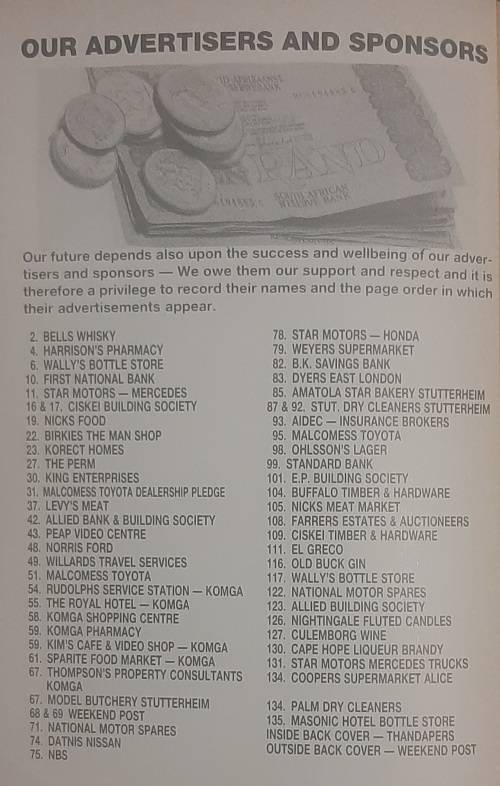 OUR ADVERTISERS AND SPONSORS
RAND
SOUTH AFRICAN
RESERVE BANK
Our future depends also upon the success and wellbeing of our adver-
tisers and sponsors — We owe them our support and respect and it is
therefore a privilege to record their names and the page order in which
their advertisements appear.
2. BELLS WHISKY
4. HARRISON'S PHARMACY
6. WALLY'S BOTTLE STORE
10. FIRST NATIONAL BANK
11. STAR MOTORS — MERCEDES
16 & 17. CISKEI BUILDING SOCIETY
19. NICKS FOOD
22. BIRKIES THE MAN SHOP
23. KORECT HOMES
27. THE PERM
30. KING ENTERPRISES
31. MALCOMESS TOYOTA DEALERSHIP PLEDGE
37. LEVY'S MEAT
42. ALLIED BANK & BUILDING SOCIETY
43. PEAP VIDEO CENTRE
48. NORRIS FORD
49. WILLARDS TRAVEL SERVICES
51. MALCOMESS TOYOTA
54. RUDOLPHS SERVICE STATION — KOMGA
55. THE ROYAL HOTEL — KOMGA
58. KOMGA SHOPPING CENTRE
59. KOMGA PHARMACY
59. KIM'S CAFE & VIDEO SHOP — KOMGA
61. SPARITE FOOD MARKET — KOMGA
67. THOMPSON'S PROPERTY CONSULTANTS
KOMGA
67. MODEL BUTCHERY STUTTERHEIM
68 & 69 WEEKEND POST
71. NATIONAL MOTOR SPARES
74. DATNIS NISSAN
75. NBS
78. STAR MOTORS — HONDA
79. WEYERS SUPERMARKET
82. B.K. SAVINGS BANK
83. DYERS EAST LONDON
85. AMATOLA STAR BAKERY STUTTERHEIM
87 & 92. STUT. DRY CLEANERS STUTTERHEIM
93. AIDEC — INSURANCE BROKERS
95. MALCOMESS TOYOTA
98. OHLSSON'S LAGER
99. STANDARD BANK
101. E.P. BUILDING SOCIETY
104. BUFFALO TIMBER & HARDWARE
105. NICKS MEAT MARKET
108. FARRERS ESTATES & AUCTIONEERS
109. CISKEI TIMBER & HARDWARE
111. EL GRECO
116. OLD BUCK GIN
117. WALLY'S BOTTLE STORE
122. NATIONAL MOTOR SPARES
123. ALLIED BUILDING SOCIETY
126. NIGHTINGALE FLUTED CANDLES
127. CULEMBORG WINE
130. CAPE HOPE LIQUEUR BRANDY
131. STAR MOTORS MERCEDES TRUCKS
134. COOPERS SUPERMARKET ALICE
134. PALM DRY CLEANERS
135. MASONIC HOTEL BOTTLE STORE
INSIDE BACK COVER — THANDAPERS
OUTSIDE BACK COVER — WEEKEND POST